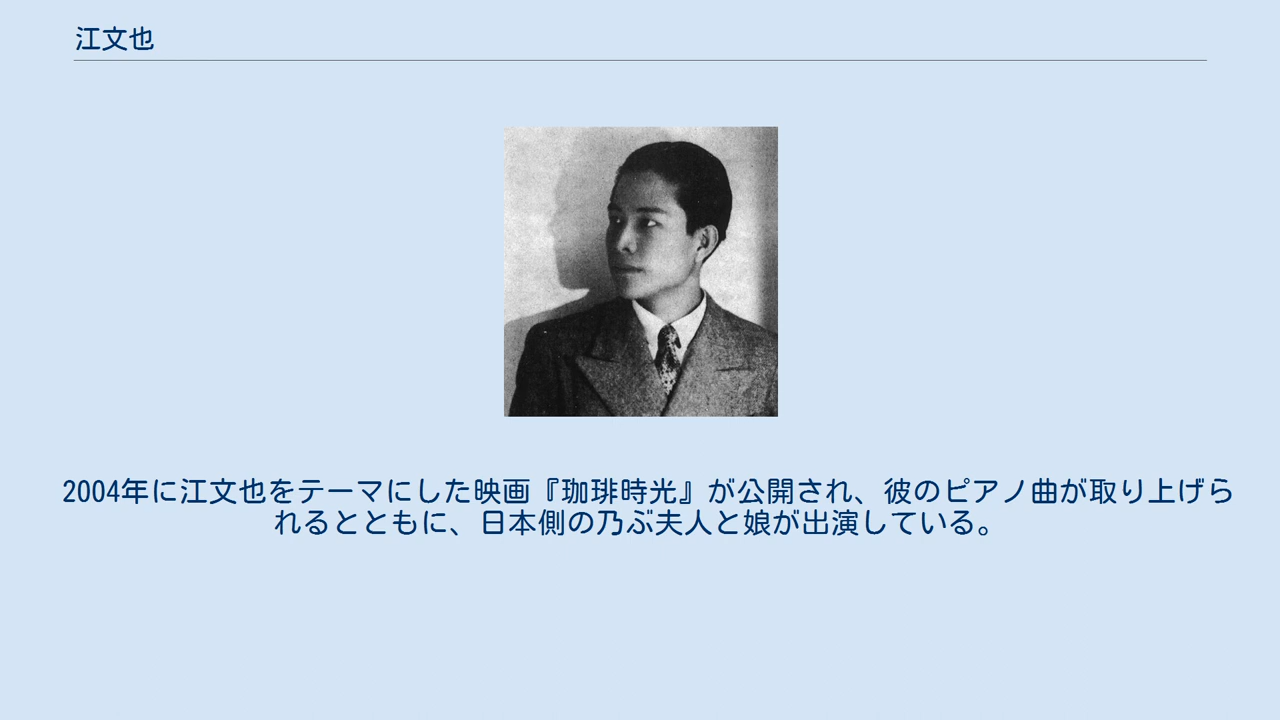 江文也
2004年に江文也をテーマにした映画『珈琲時光』が公開され、彼のピアノ曲が取り上げら
れるとともに、日本側の乃ぶ夫人と娘が出演している。